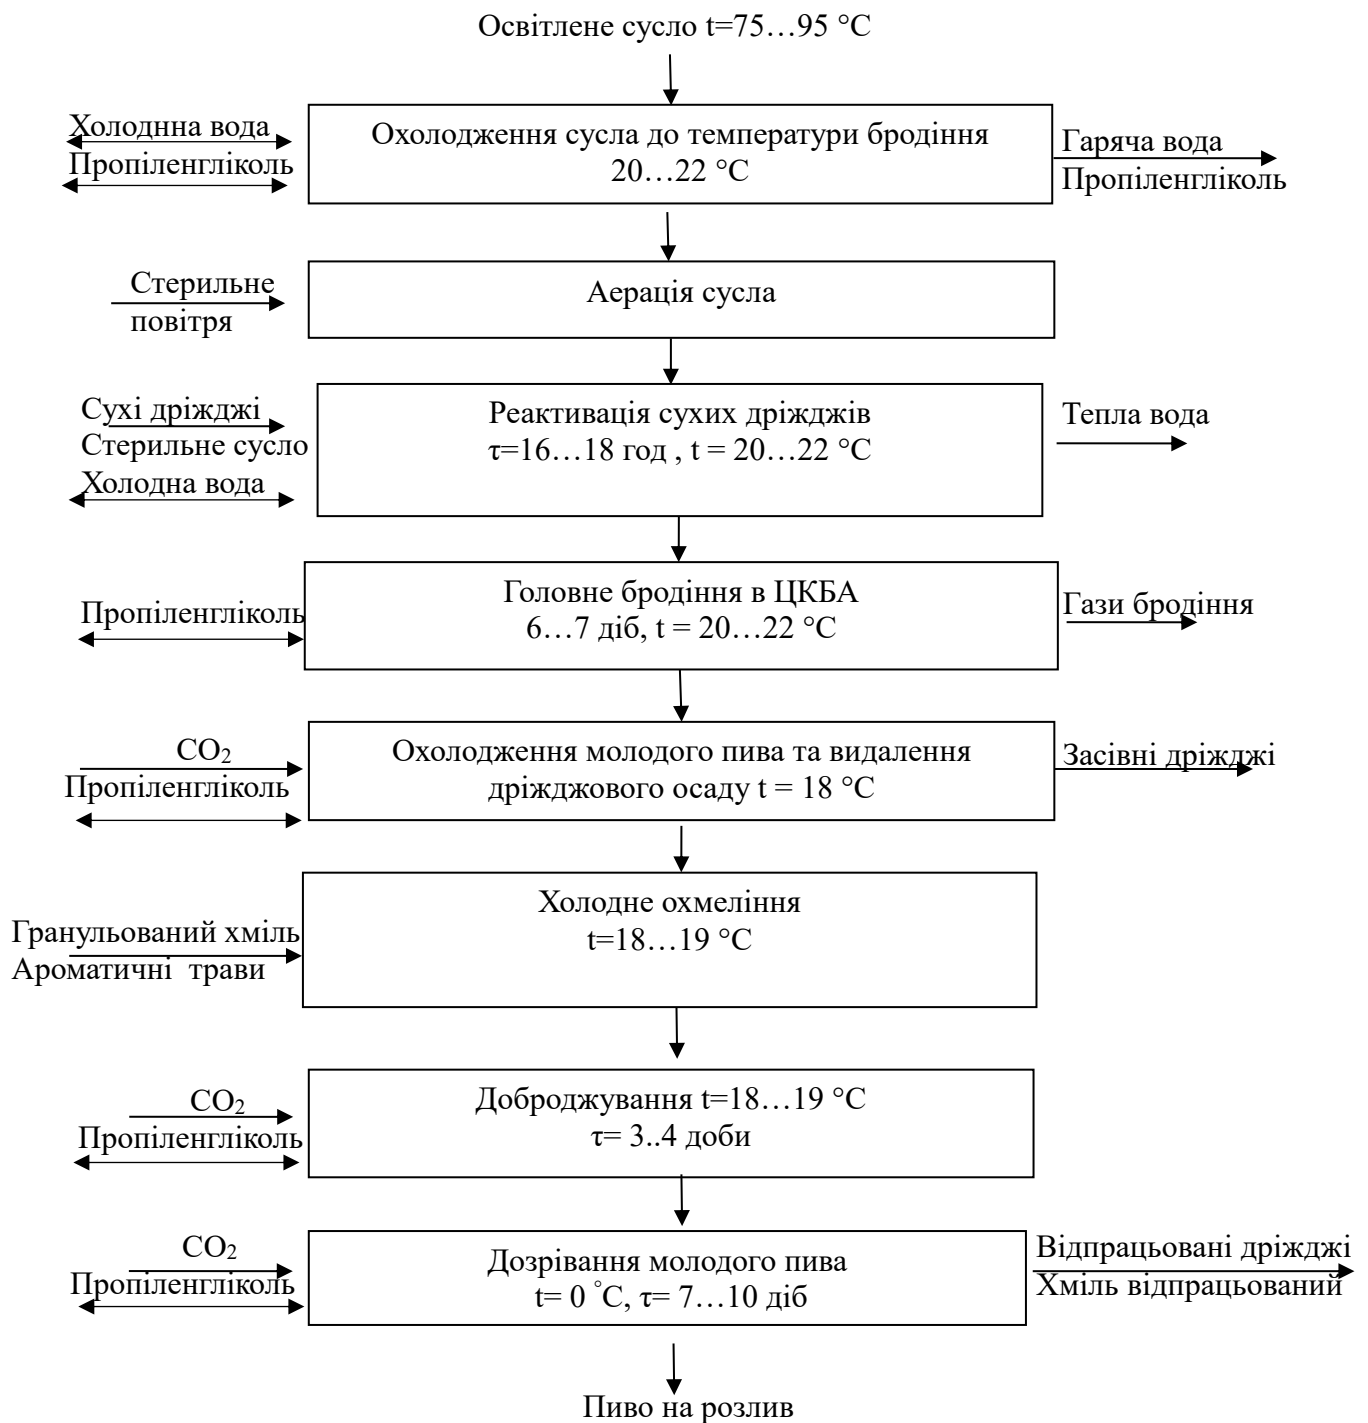 Освітлене сусло t=75…95 °С
Холоднна вода
Пропіленгліколь
Охолодження сусла до температури бродіння
20…22 °С
Гаряча вода
Пропіленгліколь
Стерильне
повітря
Аерація сусла
Сухі дріжджі
Стерильне сусло
Холодна вода
Реактивація сухих дріжджів
τ=16…18 год , t = 20…22 °С
Тепла вода
Пропіленгліколь
Головне бродіння в ЦКБА
6…7 діб, t = 20…22 °С
Гази бродіння
СО₂
Пропіленгліколь
Охолодження молодого пива та видалення
дріжджового осаду t = 18 °С
Засівні дріжджі
Гранульований хміль
Ароматичні трави
Холодне охмеління
t=18…19 °С
СО₂
Пропіленгліколь
Доброджування t=18…19 °С
τ= 3..4 доби
СО₂
Пропіленгліколь
Дозрівання молодого пива
t= 0 °С, τ= 7…10 діб
Відпрацьовані дріжджі
Хміль відпрацьований
Пиво на розлив